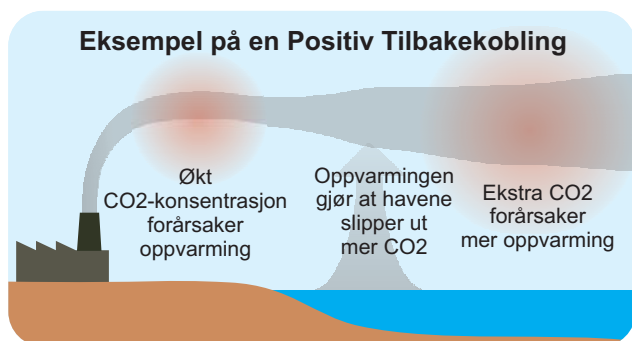 Eksempel på en Positiv Tilbakekobling
Økt
CO2-konsentrasjon
forårsaker
oppvarming
Oppvarmingen
gjør at havene
slipper ut
mer CO2
Ekstra CO2
forårsaker
mer oppvarming